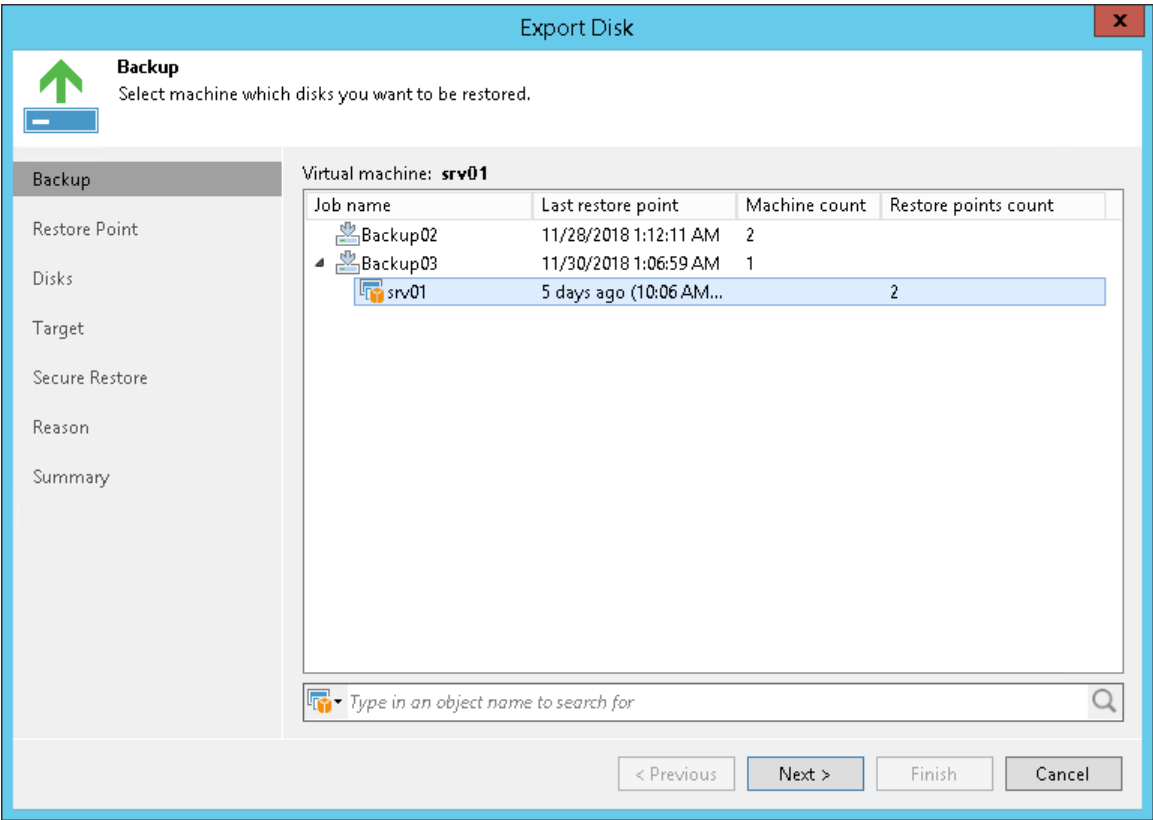 Export Disk
x
Backup
Select machine which disks you want to be restored.
Backup
Restore Point
Disks
Target
Secure Restore
Reason
Summary
Virtual machine: srv01
Job name Last restore point Machine count Restore points count
Backup02 11/28/2018 1:12:11 AM 2
Backup03 11/30/2018 1:06:59 AM 1
srv01 5 days ago (10:06 AM... 2
Type in an object name to search for
< Previous Next > Finish Cancel